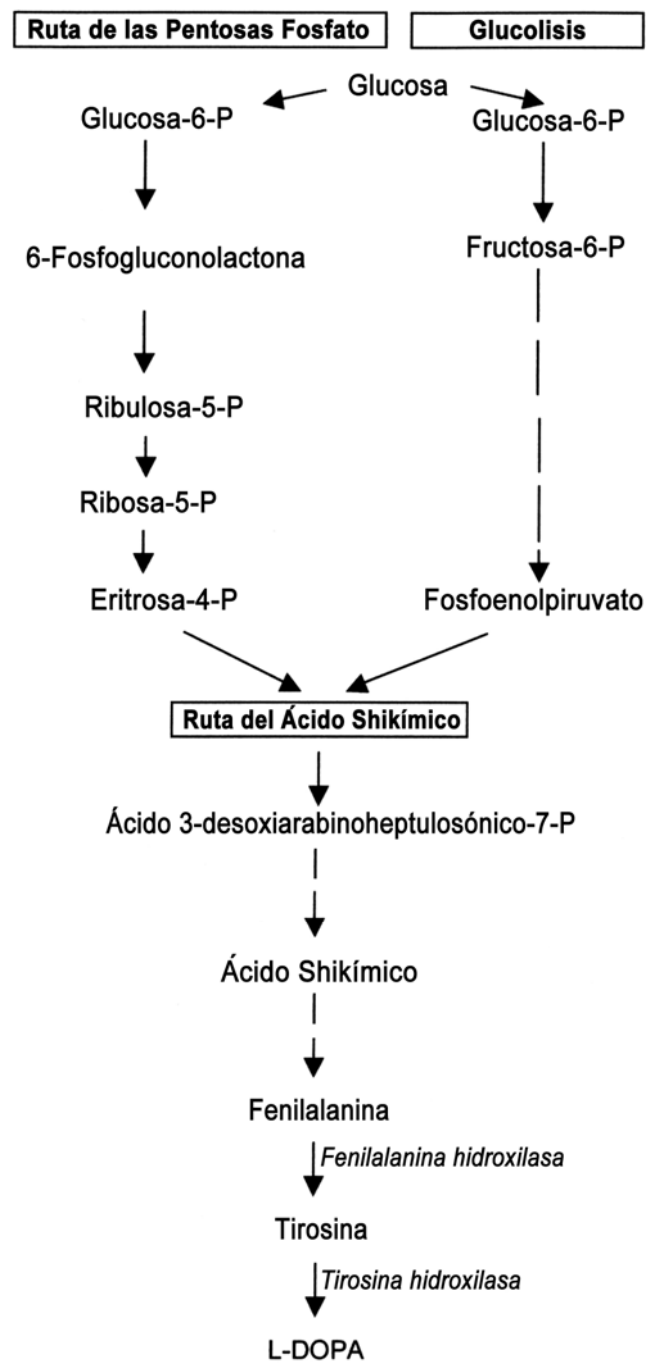 Ruta de las Pentosas Fosfato
Glucolisis
Glucosa
Glucosa-6-P
Glucosa-6-P
6-Fosfogluconolactona
Fructosa-6-P
Ribulosa-5-P
Ribosa-5-P
Eritrosa-4-P
Fosfoenolpiruvato
Ruta del Ácido Shikímico
Ácido 3-desoxiarabinoheptulosónico-7-P
Ácido Shikímico
Fenilalanina
Fenilalanina hidroxilasa
Tirosina
Tirosina hidroxilasa
L-DOPA